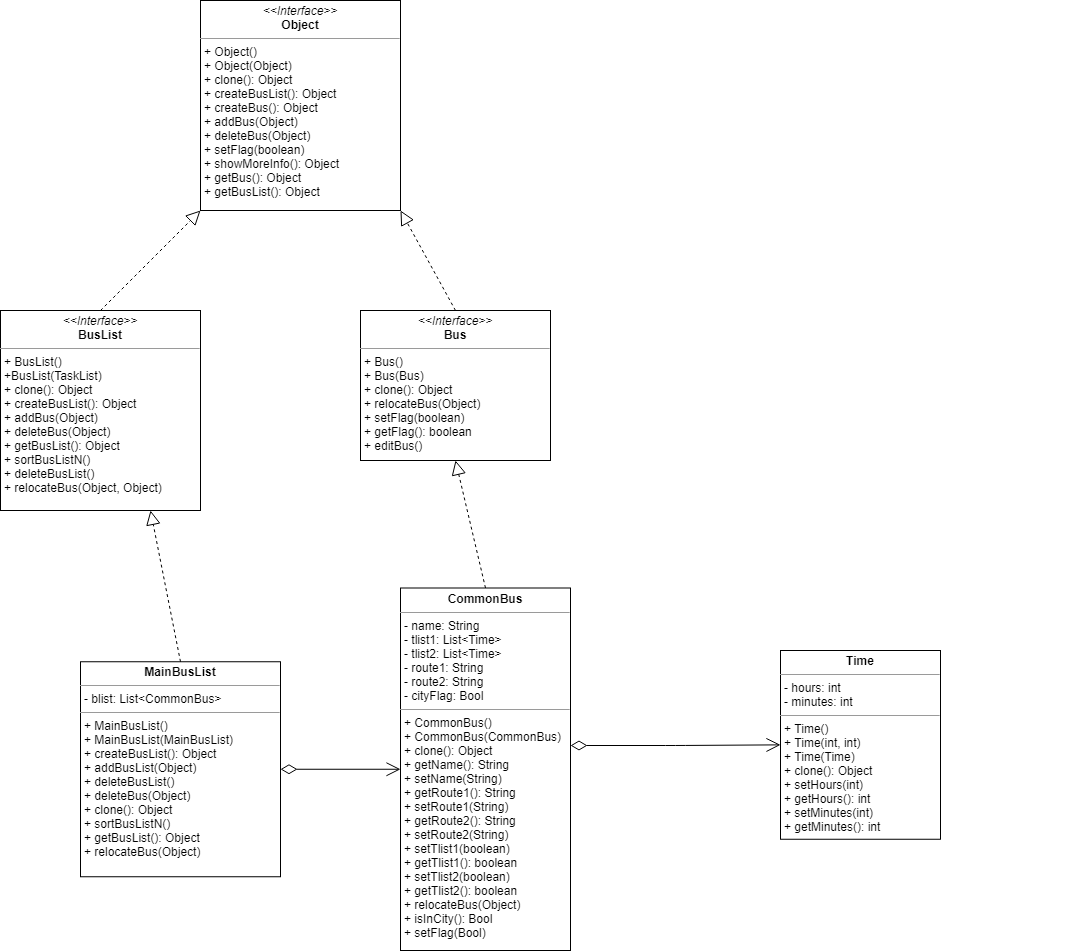 <<Interface>>
Object
+ Object()
+ Object(Object)
+ clone(): Object
+ createBusList(): Object
+ createBus(): Object
+ addBus(Object)
+ deleteBus(Object)
+ setFlag(boolean)
+ showMoreInfo(): Object
+ getBus(): Object
+ getBusList(): Object
<<Interface>>
BusList
+ BusList()
+BusList(TaskList)
+ clone(): Object
+ createBusList(): Object
+ addBus(Object)
+ deleteBus(Object)
+ getBusList(): Object
+ sortBusListN()
+ deleteBusList()
+ relocateBus(Object, Object)
<<Interface>>
Bus
+ Bus()
+ Bus(Bus)
+ clone(): Object
+ relocateBus(Object)
+ setFlag(boolean)
+ getFlag(): boolean
+ editBus()
MainBusList
- blist: List<CommonBus>
+ MainBusList()
+ MainBusList(MainBusList)
+ createBusList(): Object
+ addBusList(Object)
+ deleteBusList()
+ deleteBus(Object)
+ clone(): Object
+ sortBusListN()
+ getBusList(): Object
+ relocateBus(Object)
CommonBus
- name: String
- tlist1: List<Time>
- tlist2: List<Time>
- route1: String
- route2: String
- cityFlag: Bool
+ CommonBus()
+ CommonBus(CommonBus)
+ clone(): Object
+ getName(): String
+ setName(String)
+ getRoute1(): String
+ setRoute1(String)
+ getRoute2(): String
+ setRoute2(String)
+ setTlist1(boolean)
+ getTlist1(): boolean
+ setTlist2(boolean)
+ getTlist2(): boolean
+ relocateBus(Object)
+ isInCity(): Bool
+ setFlag(Bool)
Time
- hours: int
- minutes: int
+ Time()
+ Time(int, int)
+ Time(Time)
+ clone(): Object
+ setHours(int)
+ getHours(): int
+ setMinutes(int)
+ getMinutes(): int